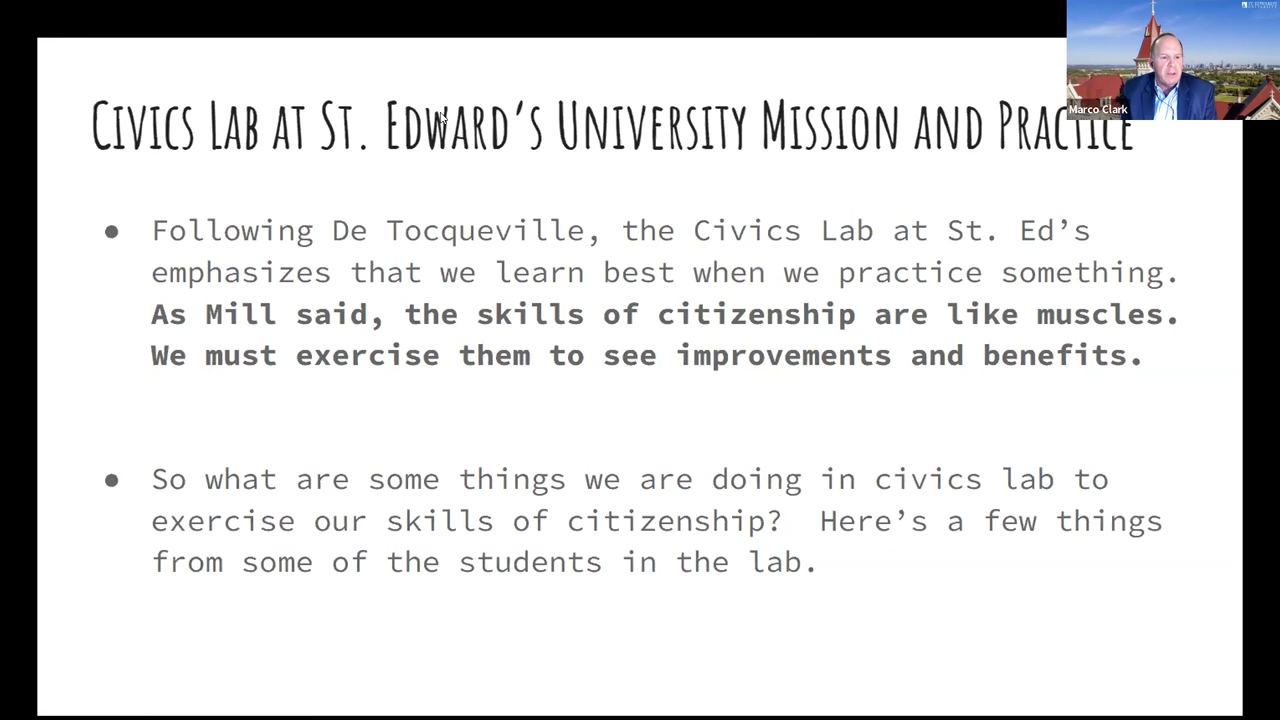 Civics Lab at St. Edward's University Mission and Practice
Marco Clark
● Following De Tocqueville, the Civics Lab at St. Ed's
emphasizes that we learn best when we practice something.
As Mill said, the skills of citizenship are like muscles.
We must exercise them to see improvements and benefits.
● So what are some things we are doing in civics lab to
exercise our skills of citizenship?  Here's a few things
from some of the students in the lab.